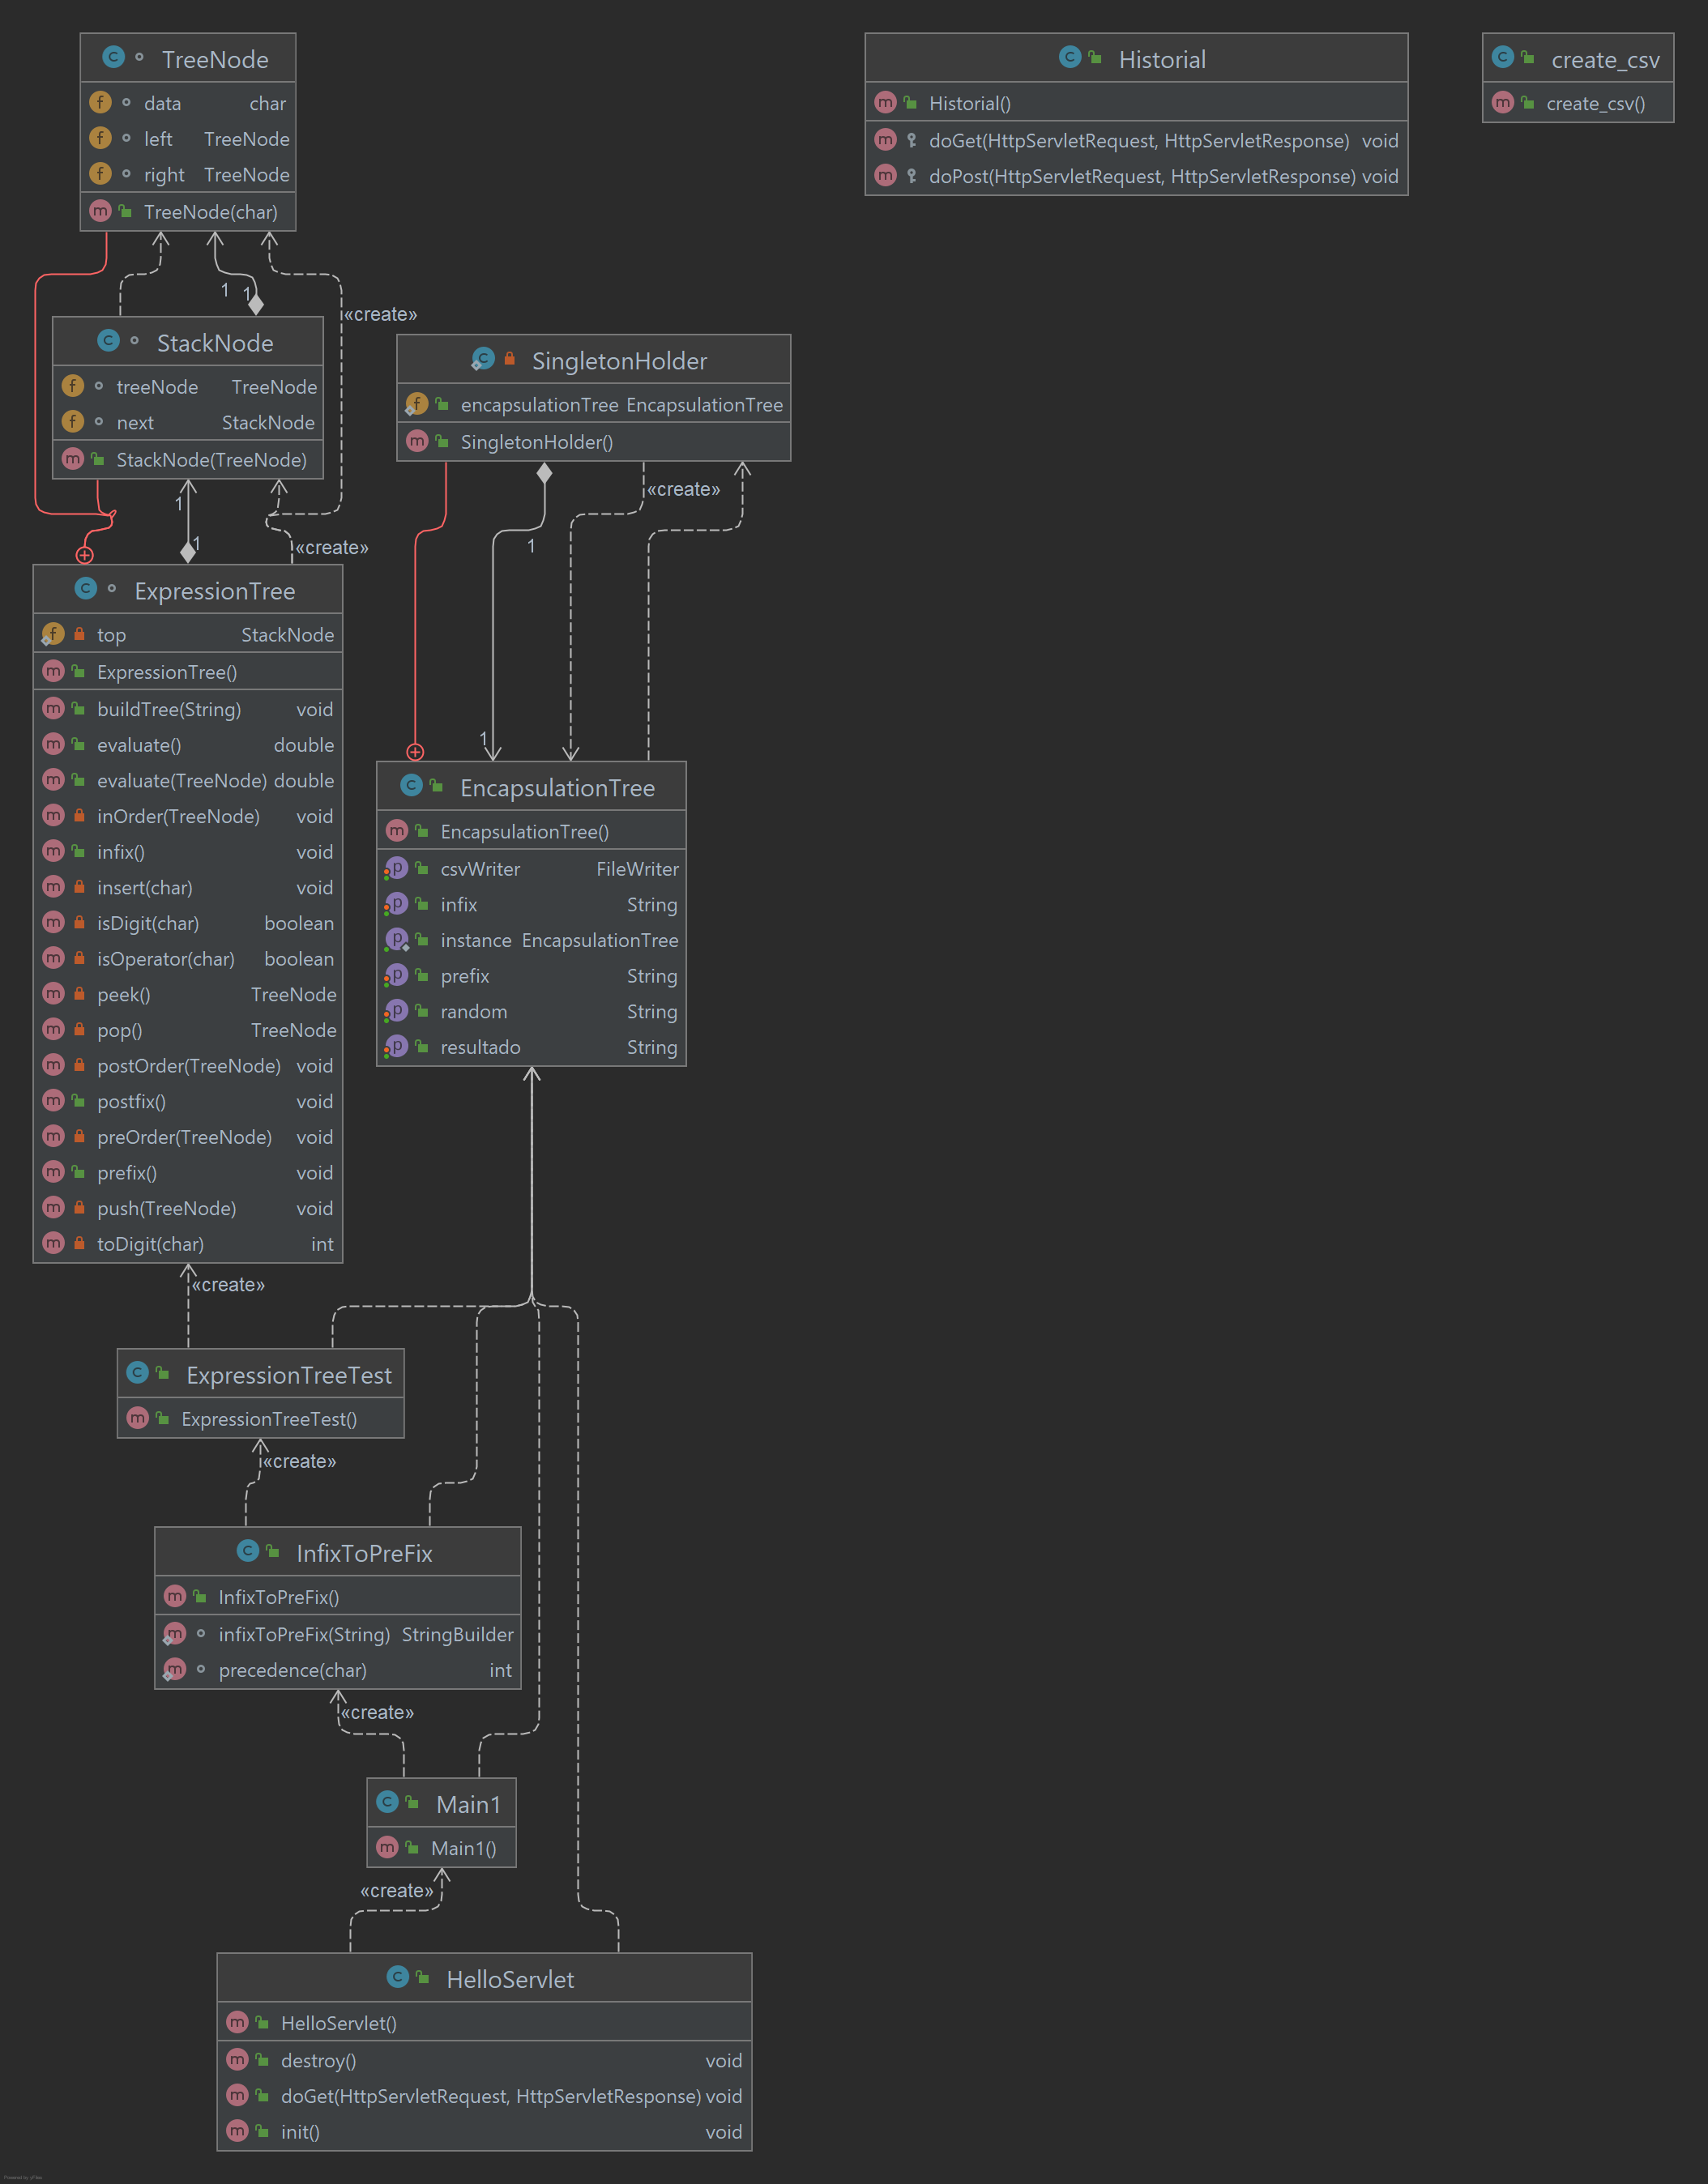 TreeNode
data char
left TreeNode
right TreeNode
TreeNode(char)
Historial
Historial()
doGet(HttpServletRequest, HttpServletResponse) void
doPost(HttpServletRequest, HttpServletResponse) void
create_csv
create_csv()
1
1
«create»
StackNode
treeNode TreeNode
next StackNode
StackNode(TreeNode)
SingletonHolder
encapsulationTree EncapsulationTree
SingletonHolder()
1
1
«create»
«create»
1
1
ExpressionTree
top StackNode
ExpressionTree()
buildTree(String) void
evaluate() double
evaluate(TreeNode) double
inOrder(TreeNode) void
infix() void
insert(char) void
isDigit(char) boolean
isOperator(char) boolean
peek() TreeNode
pop() TreeNode
postOrder(TreeNode) void
postfix() void
preOrder(TreeNode) void
prefix() void
push(TreeNode) void
toDigit(char) int
EncapsulationTree
EncapsulationTree()
csvWriter FileWriter
infix String
instance EncapsulationTree
prefix String
random String
resultado String
«create»
ExpressionTreeTest
ExpressionTreeTest()
«create»
InfixToPreFix
InfixToPreFix()
infixToPreFix(String) StringBuilder
precedence(char) int
«create»
Main1
Main1()
«create»
HelloServlet
HelloServlet()
destroy() void
doGet(HttpServletRequest, HttpServletResponse) void
init() void
Powered by yFiles